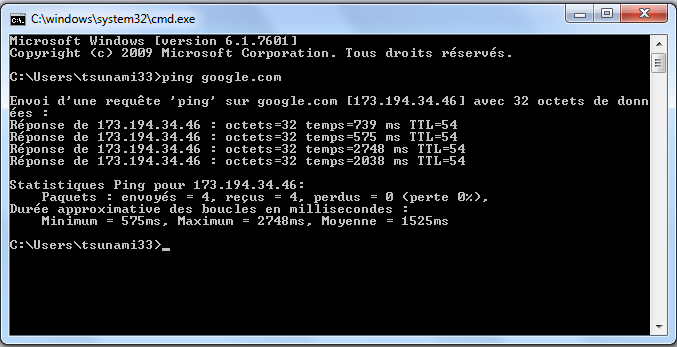 C:\windows\system32\cmd.exe
Microsoft Windows [version 6.1.7601]
Copyright (c) 2009 Microsoft Corporation. Tous droits réservés.
C:\Users\tsunami33>ping google.com
Envoi d'une requête 'ping' sur google.com [173.194.34.46] avec 32 octets de donn
ées :
Réponse de 173.194.34.46 : octets=32 temps=739 ms TTL=54
Réponse de 173.194.34.46 : octets=32 temps=575 ms TTL=54
Réponse de 173.194.34.46 : octets=32 temps=2748 ms TTL=54
Réponse de 173.194.34.46 : octets=32 temps=2038 ms TTL=54
Statistiques Ping pour 173.194.34.46:
    Paquets : envoyés = 4, reçus = 4, perdus = 0 (perte 0%),
Durée approximative des boucles en millisecondes :
    Minimum = 575ms, Maximum = 2748ms, Moyenne = 1525ms
C:\Users\tsunami33>_